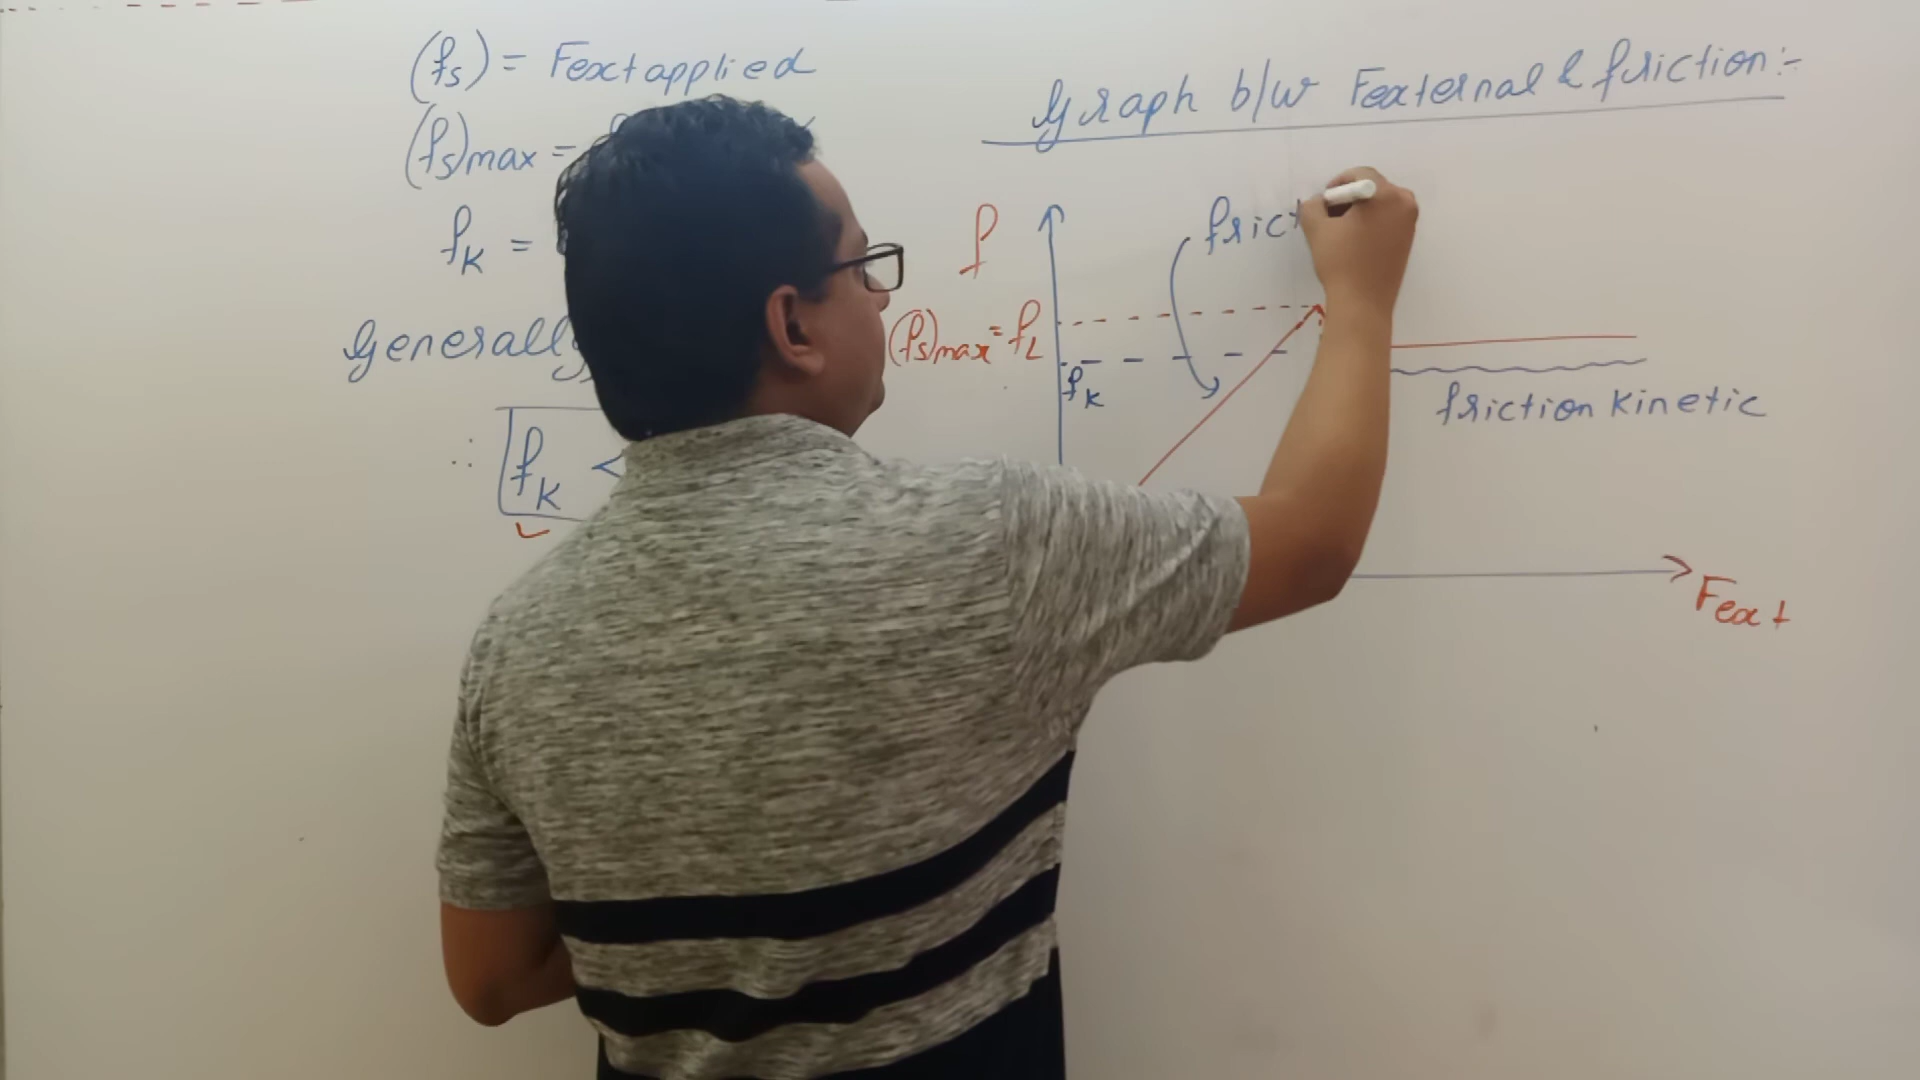 (fs) = Fext applied
(fs)max =
fK =
Generally
∴ fK <
Graph b/w Fexternal & friction:-
f
frict
(fs)max = fL
fK
friction Kinetic
Fext